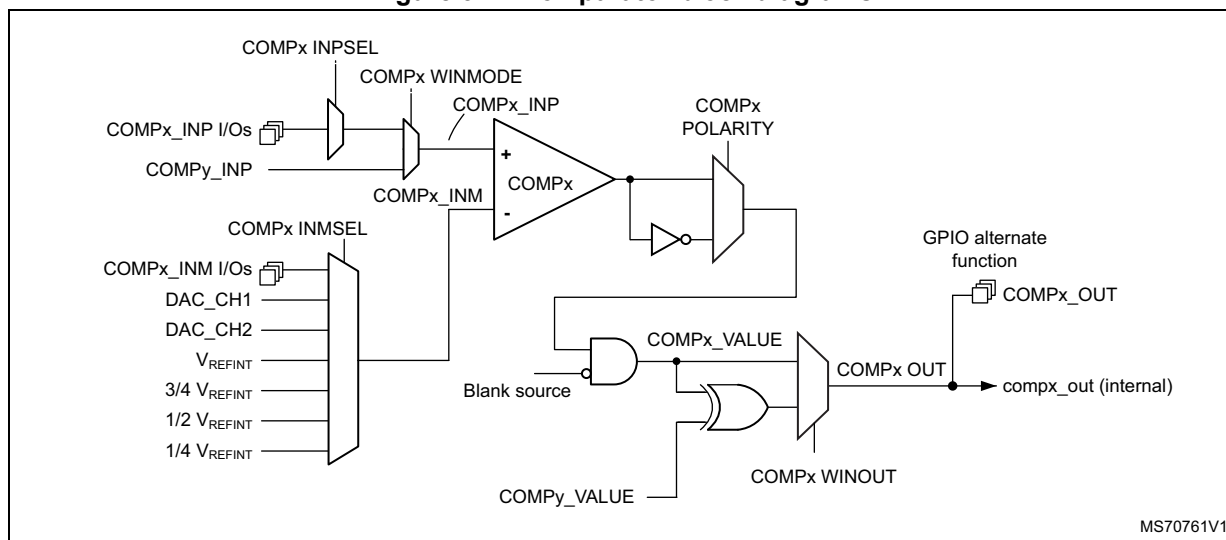 COMPx INPSEL
COMPx WINMODE
COMPx_INP
COMPx
POLARITY
COMPx_INP I/Os
COMPy_INP
+
COMPx
-
COMPx_INM
COMPx INMSEL
COMPx_INM I/Os
DAC_CH1
DAC_CH2
VREFINT
3/4 VREFINT
1/2 VREFINT
1/4 VREFINT
GPIO alternate
function
COMPx_OUT
COMPx_VALUE
COMPx OUT
compx_out (internal)
Blank source
COMPx WINOUT
COMPy_VALUE
MS70761V1